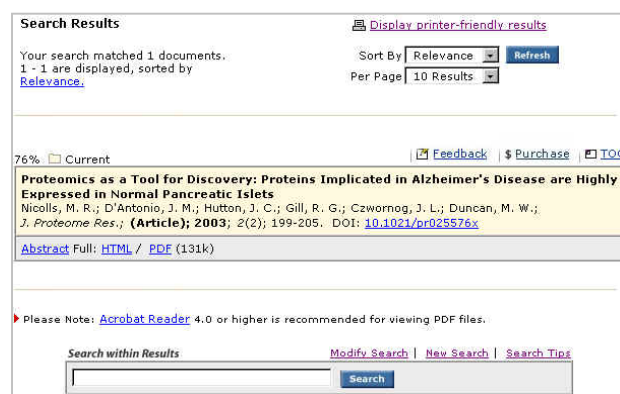 Search Results
Display printer-friendly results
Your search matched 1 documents.
1 - 1 are displayed, sorted by
Relevance.
Sort By Relevance Refresh
Per Page 10 Results
76% Current
Feedback | $ Purchase | TOC
Proteomics as a Tool for Discovery: Proteins Implicated in Alzheimer's Disease are Highly
Expressed in Normal Pancreatic Islets
Nicolls, M. R.; D'Antonio, J. M.; Hutton, J. C.; Gill, R. G.; Czwornog, J. L.; Duncan, M. W.;
J. Proteome Res.; (Article); 2003; 2(2); 199-205. DOI: 10.1021/pr025576x
Abstract Full: HTML / PDF (131k)
Please Note: Acrobat Reader 4.0 or higher is recommended for viewing PDF files.
Search within Results
Modify Search | New Search | Search Tips
Search